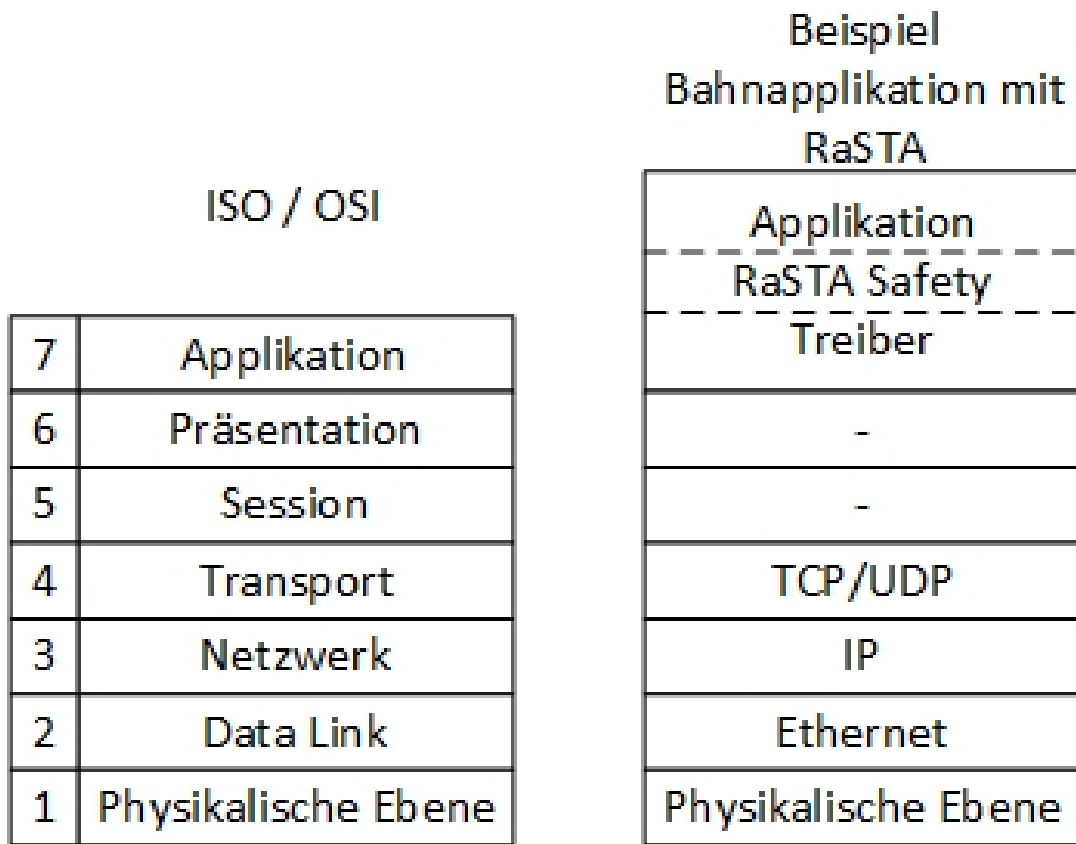 Beispiel
Bahnapplikation mit
RaSTA
ISO / OSI
Applikation
RaSTA Safety
Treiber
7 Applikation
6 Präsentation
-
5 Session
-
4 Transport
TCP/UDP
3 Netzwerk
IP
2 Data Link
Ethernet
1 Physikalische Ebene
Physikalische Ebene